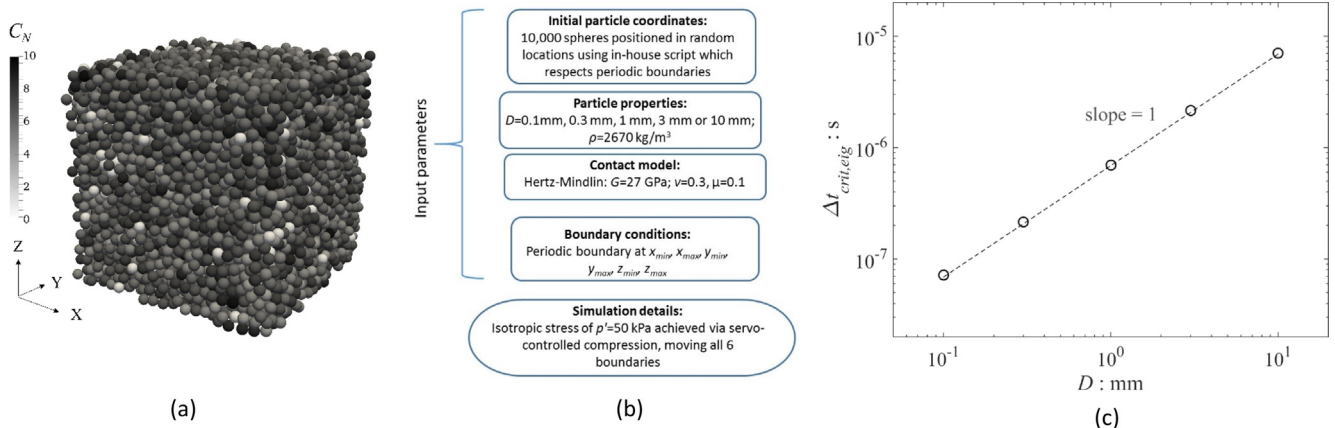 C_N
10
8
6
4
2
0
Z
Y
X
(a)
Input parameters
Initial particle coordinates:
10,000 spheres positioned in random
locations using in-house script which
respects periodic boundaries
Particle properties:
D=0.1mm, 0.3 mm, 1 mm, 3 mm or 10 mm;
ρ=2670 kg/m³
Contact model:
Hertz-Mindlin: G=27 GPa; ν=0.3, μ=0.1
Boundary conditions:
Periodic boundary at x_min, x_max, y_min,
y_max, z_min, z_max
Simulation details:
Isotropic stress of p'=50 kPa achieved via servo-
controlled compression, moving all 6
boundaries
(b)
10⁻⁵
10⁻⁶
10⁻⁷
Δt_crit,eig : s
slope = 1
10⁻¹ 10⁰ 10¹
D : mm
(c)